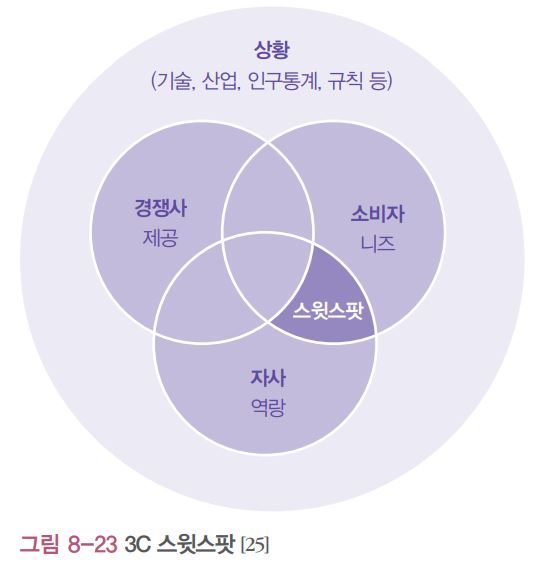 상황
(기술, 산업, 인구통계, 규칙 등)
경쟁사
제공
소비자
니즈
스윗스팟
자사
역량
그림 8-23 3C 스윗스팟 [25]